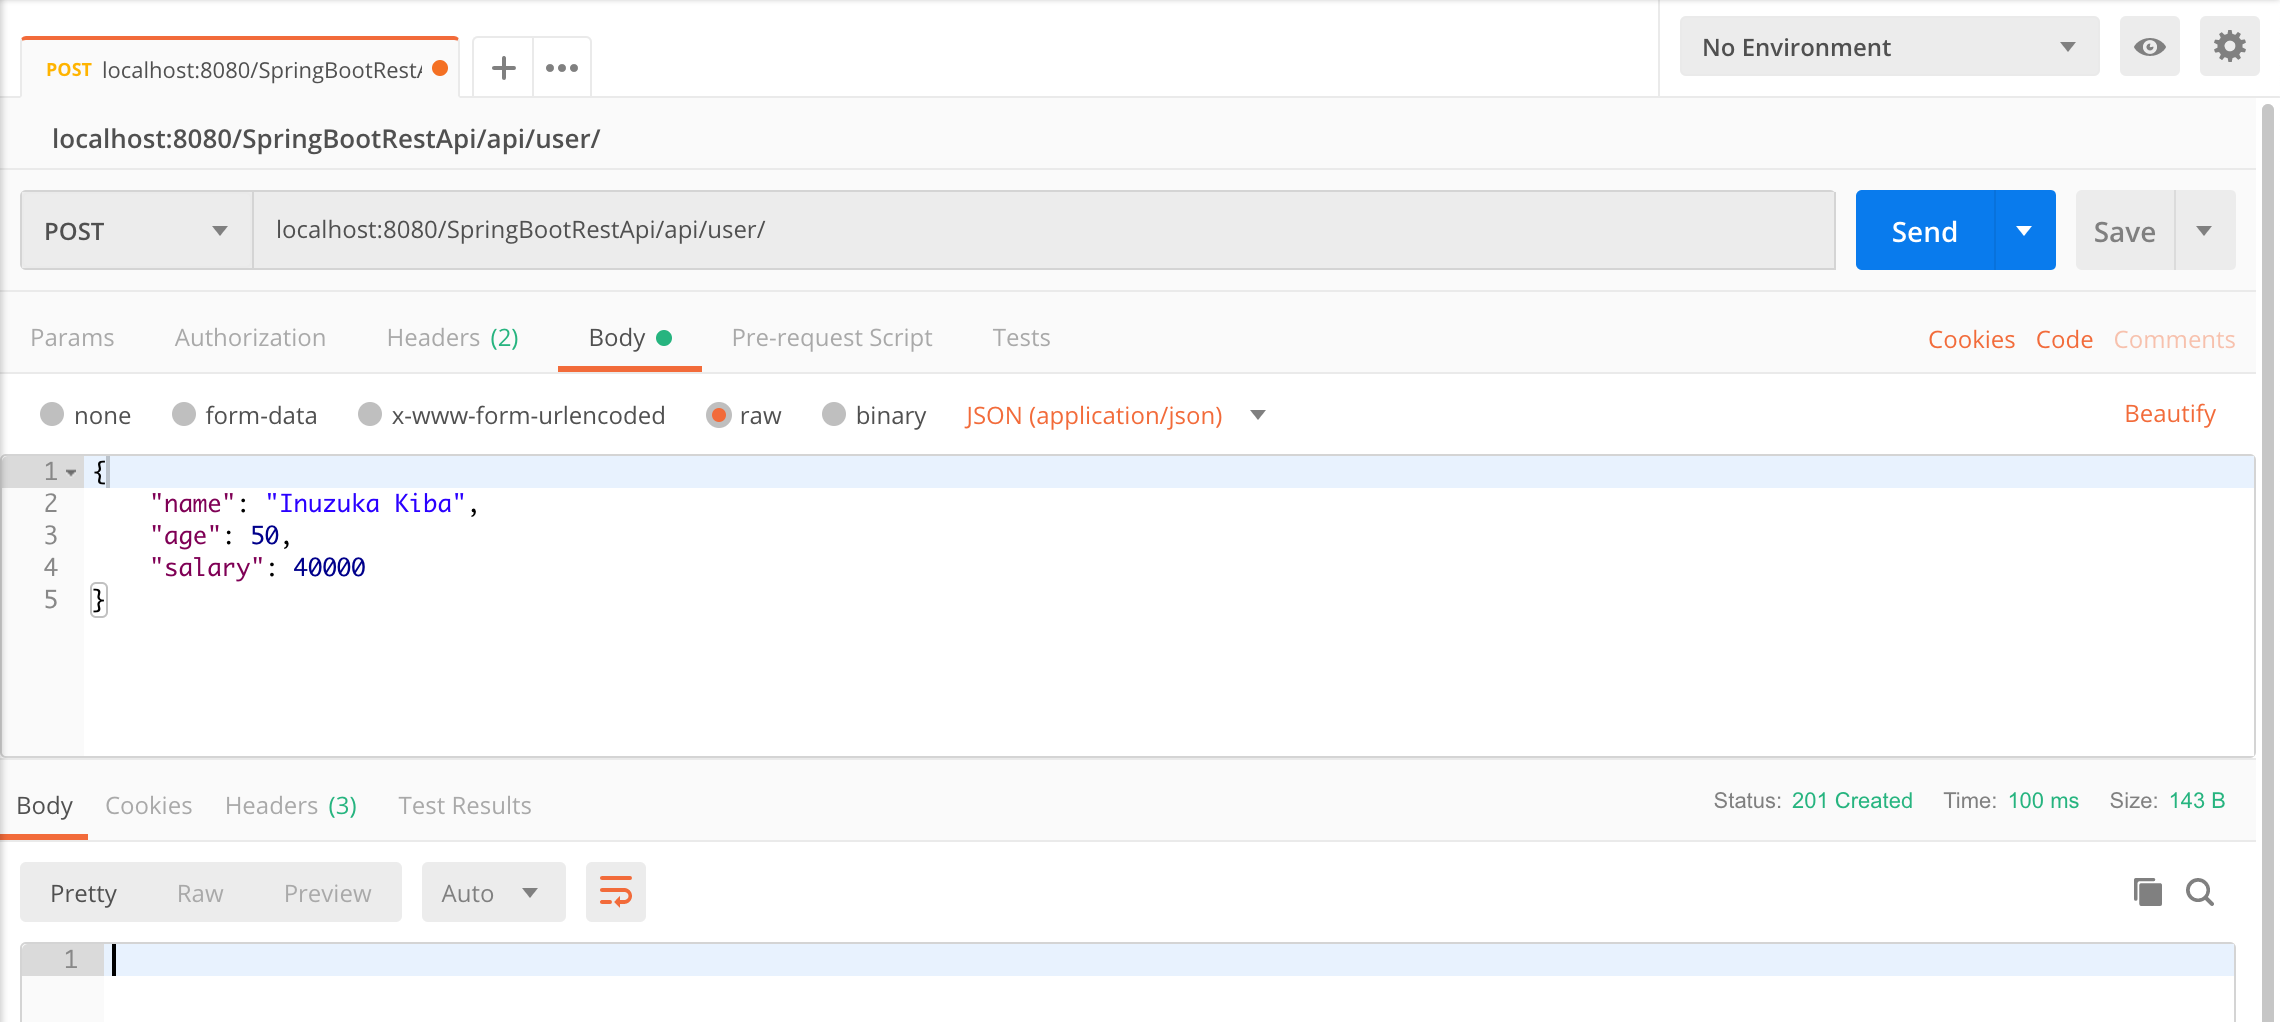 POST localhost:8080/SpringBootRestA
No Environment
localhost:8080/SpringBootRestApi/api/user/
POST localhost:8080/SpringBootRestApi/api/user/ Send Save
Params Authorization Headers (2) Body Pre-request Script Tests Cookies Code Comments
none form-data x-www-form-urlencoded raw binary JSON (application/json) Beautify
1 {
2 "name": "Inuzuka Kiba",
3 "age": 50,
4 "salary": 40000
5 }
Body Cookies Headers (3) Test Results Status: 201 Created Time: 100 ms Size: 143 B
Pretty Raw Preview Auto
1